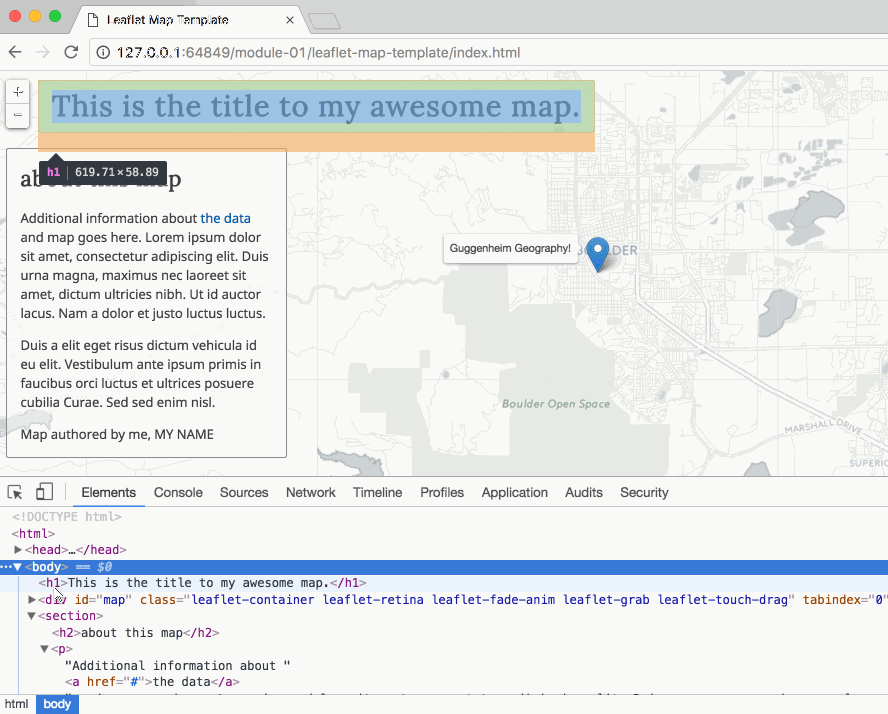 Leaflet Map Template
127.0.0.1:64849/module-01/leaflet-map-template/index.html
+
This is the title to my awesome map.
−
h1 619.71×58.89
about this map
Additional information about the data
and map goes here. Lorem ipsum dolor
sit amet, consectetur adipiscing elit. Duis
urna magna, maximus nec laoreet sit
amet, dictum ultricies nibh. Ut id auctor
lacus. Nam a dolor et justo luctus luctus.
Duis a elit eget risus dictum vehicula id
eu elit. Vestibulum ante ipsum primis in
faucibus orci luctus et ultrices posuere
cubilia Curae. Sed sed enim nisl.
Map authored by me, MY NAME
Guggenheim Geography!
BOULDER
Boulder Open Space
MARSHALL DRIVE
SUPERIO
Elements Console Sources Network Timeline Profiles Application Audits Security
<!DOCTYPE html>
<html>
<head>…</head>
<body> == $0
<h1>This is the title to my awesome map.</h1>
<div id="map" class="leaflet-container leaflet-retina leaflet-fade-anim leaflet-grab leaflet-touch-drag" tabindex="0"
<section>
<h2>about this map</h2>
<p>
"Additional information about "
<a href="#">the data</a>
html body